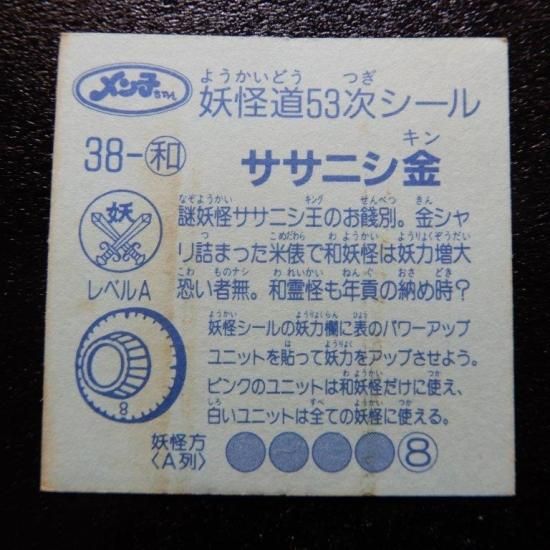 メン子ちゃん
ようかいどう つぎ
妖怪道53次シール
38-和
キン
ササニシ金
妖
レベルA
なぞようかい キング せんべつ きん
謎妖怪ササニシ王のお餞別。金シャ
つ こめだわら わ ようかい ようりょくぞうだい
リ詰まった米俵で和妖怪は妖力増大
こわ ものナシ わ れいかい ねんぐ おさ どき
恐い者無。和霊怪も年貢の納め時?
ようかい ようりょくらん ひょう
妖怪シールの妖力欄に表のパワーアップ
は ようりょく
ユニットを貼って妖力をアップさせよう。
わ ようかい つか
ピンクのユニットは和妖怪だけに使え、
しろ すべ ようかい つか
白いユニットは全ての妖怪に使える。
8
妖怪方
〈A列〉
8